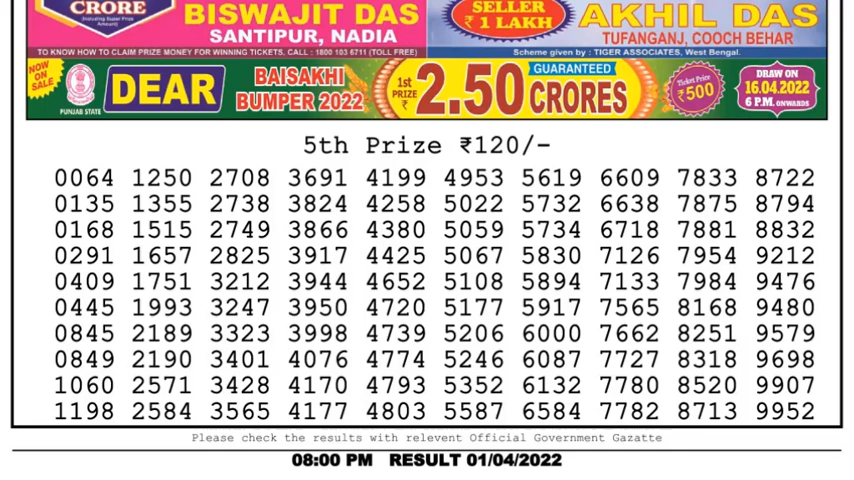 CRORE
(Including Super Prize Amount)
BISWAJIT DAS
SANTIPUR, NADIA
TO KNOW HOW TO CLAIM PRIZE MONEY FOR WINNING TICKETS, CALL : 1800 103 6711 (TOLL FREE)
SELLER
₹ 1 LAKH
AKHIL DAS
TUFANGANJ, COOCH BEHAR
Scheme given by : TIGER ASSOCIATES, West Bengal.
NOW ON SALE
PUNJAB STATE
DEAR
BAISAKHI
BUMPER 2022
1st PRIZE ₹
2.50
GUARANTEED
CRORES
Ticket Price
₹500
DRAW ON
16.04.2022
6 P.M. ONWARDS
5th Prize ₹120/-
0064 1250 2708 3691 4199 4953 5619 6609 7833 8722
0135 1355 2738 3824 4258 5022 5732 6638 7875 8794
0168 1515 2749 3866 4380 5059 5734 6718 7881 8832
0291 1657 2825 3917 4425 5067 5830 7126 7954 9212
0409 1751 3212 3944 4652 5108 5894 7133 7984 9476
0445 1993 3247 3950 4720 5177 5917 7565 8168 9480
0845 2189 3323 3998 4739 5206 6000 7662 8251 9579
0849 2190 3401 4076 4774 5246 6087 7727 8318 9698
1060 2571 3428 4170 4793 5352 6132 7780 8520 9907
1198 2584 3565 4177 4803 5587 6584 7782 8713 9952
Please check the results with relevent Official Government Gazatte
08:00 PM RESULT 01/04/2022